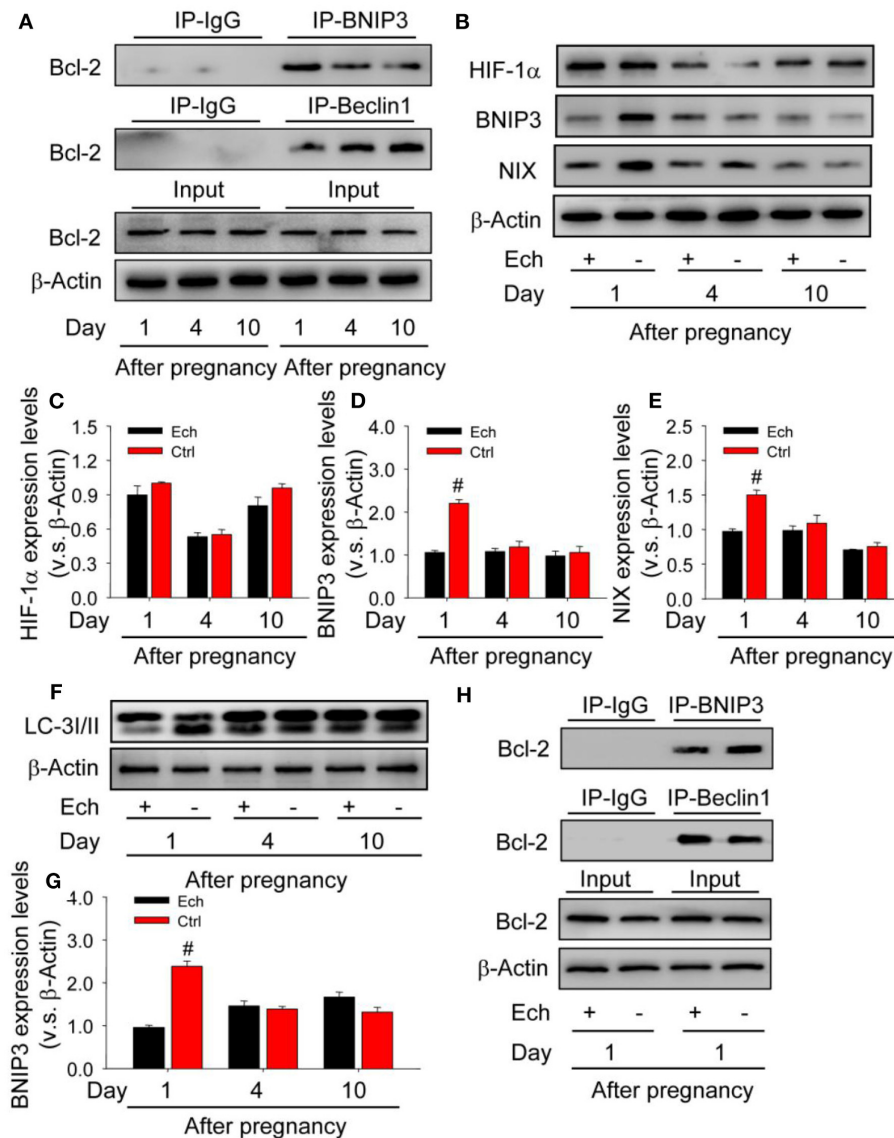 A
IP-IgG IP-BNIP3
Bcl-2
IP-IgG IP-Beclin1
Bcl-2
Input Input
Bcl-2
β-Actin
Day 1 4 10 1 4 10
After pregnancy After pregnancy
B
HIF-1α
BNIP3
NIX
β-Actin
Ech + - + - + -
Day 1 4 10
After pregnancy
C
HIF-1α expression levels
(v.s. β-Actin)
1.5
1.2
0.9
0.6
0.3
0.0
Ech
Ctrl
Day 1 4 10
After pregnancy
D
BNIP3 expression levels
(v.s. β-Actin)
4.0
3.0
2.0
1.0
0.0
Ech
Ctrl
#
Day 1 4 10
After pregnancy
E
NIX expression levels
(v.s. β-Actin)
2.5
2.0
1.5
1.0
0.5
0.0
Ech
Ctrl
#
Day 1 4 10
After pregnancy
F
LC-3I/II
β-Actin
Ech + - + - + -
Day 1 4 10
After pregnancy
G
BNIP3 expression levels
(v.s. β-Actin)
4.0
3.0
2.0
1.0
0.0
Ech
Ctrl
#
Day 1 4 10
After pregnancy
H
IP-IgG IP-BNIP3
Bcl-2
IP-IgG IP-Beclin1
Bcl-2
Input Input
Bcl-2
β-Actin
Ech + - + -
Day 1 1
After pregnancy